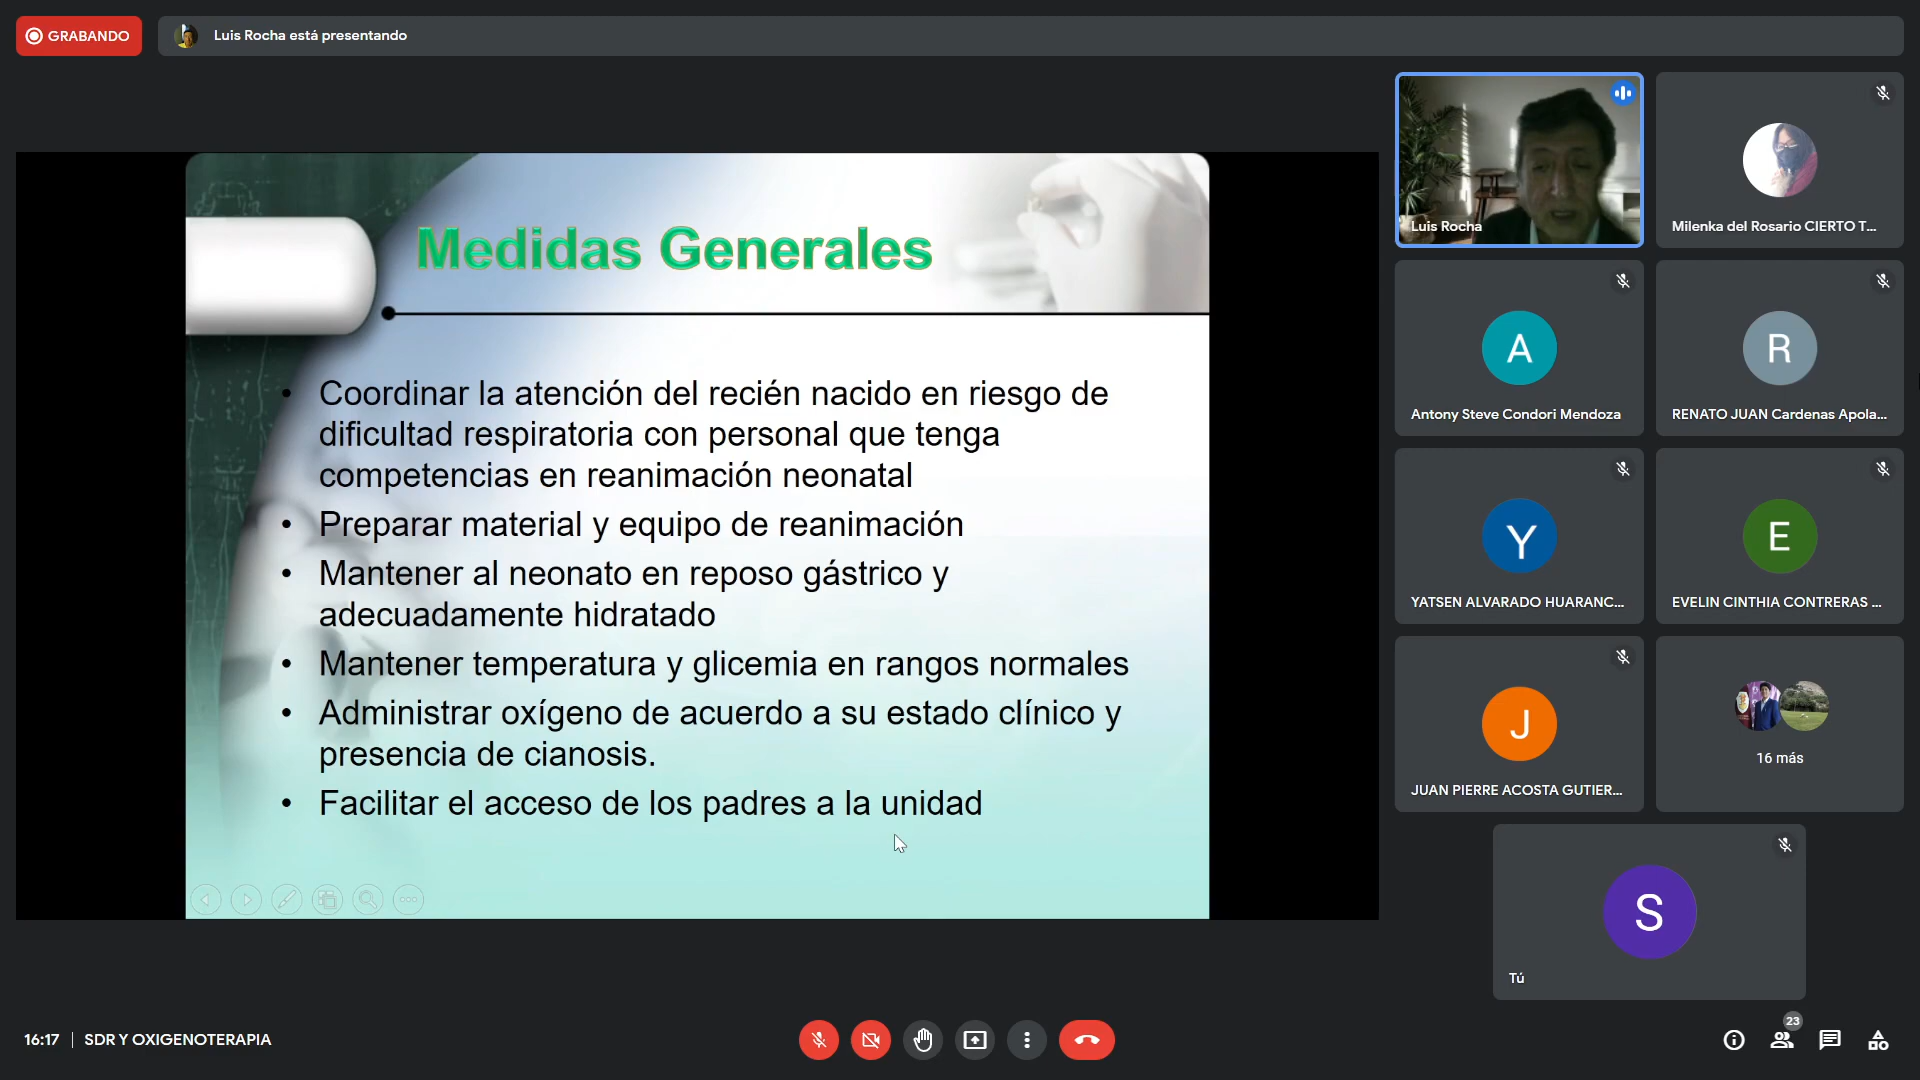 GRABANDO
Luis Rocha está presentando
Medidas Generales
• Coordinar la atención del recién nacido en riesgo de
dificultad respiratoria con personal que tenga
competencias en reanimación neonatal
• Preparar material y equipo de reanimación
• Mantener al neonato en reposo gástrico y
adecuadamente hidratado
• Mantener temperatura y glicemia en rangos normales
• Administrar oxígeno de acuerdo a su estado clínico y
presencia de cianosis.
• Facilitar el acceso de los padres a la unidad
Luis Rocha
Milenka del Rosario CIERTO T...
A
Antony Steve Condori Mendoza
R
RENATO JUAN Cardenas Apola...
Y
YATSEN ALVARADO HUARANC...
E
EVELIN CINTHIA CONTRERAS ...
J
JUAN PIERRE ACOSTA GUTIER...
16 más
S
Tú
16:17 | SDR Y OXIGENOTERAPIA
23